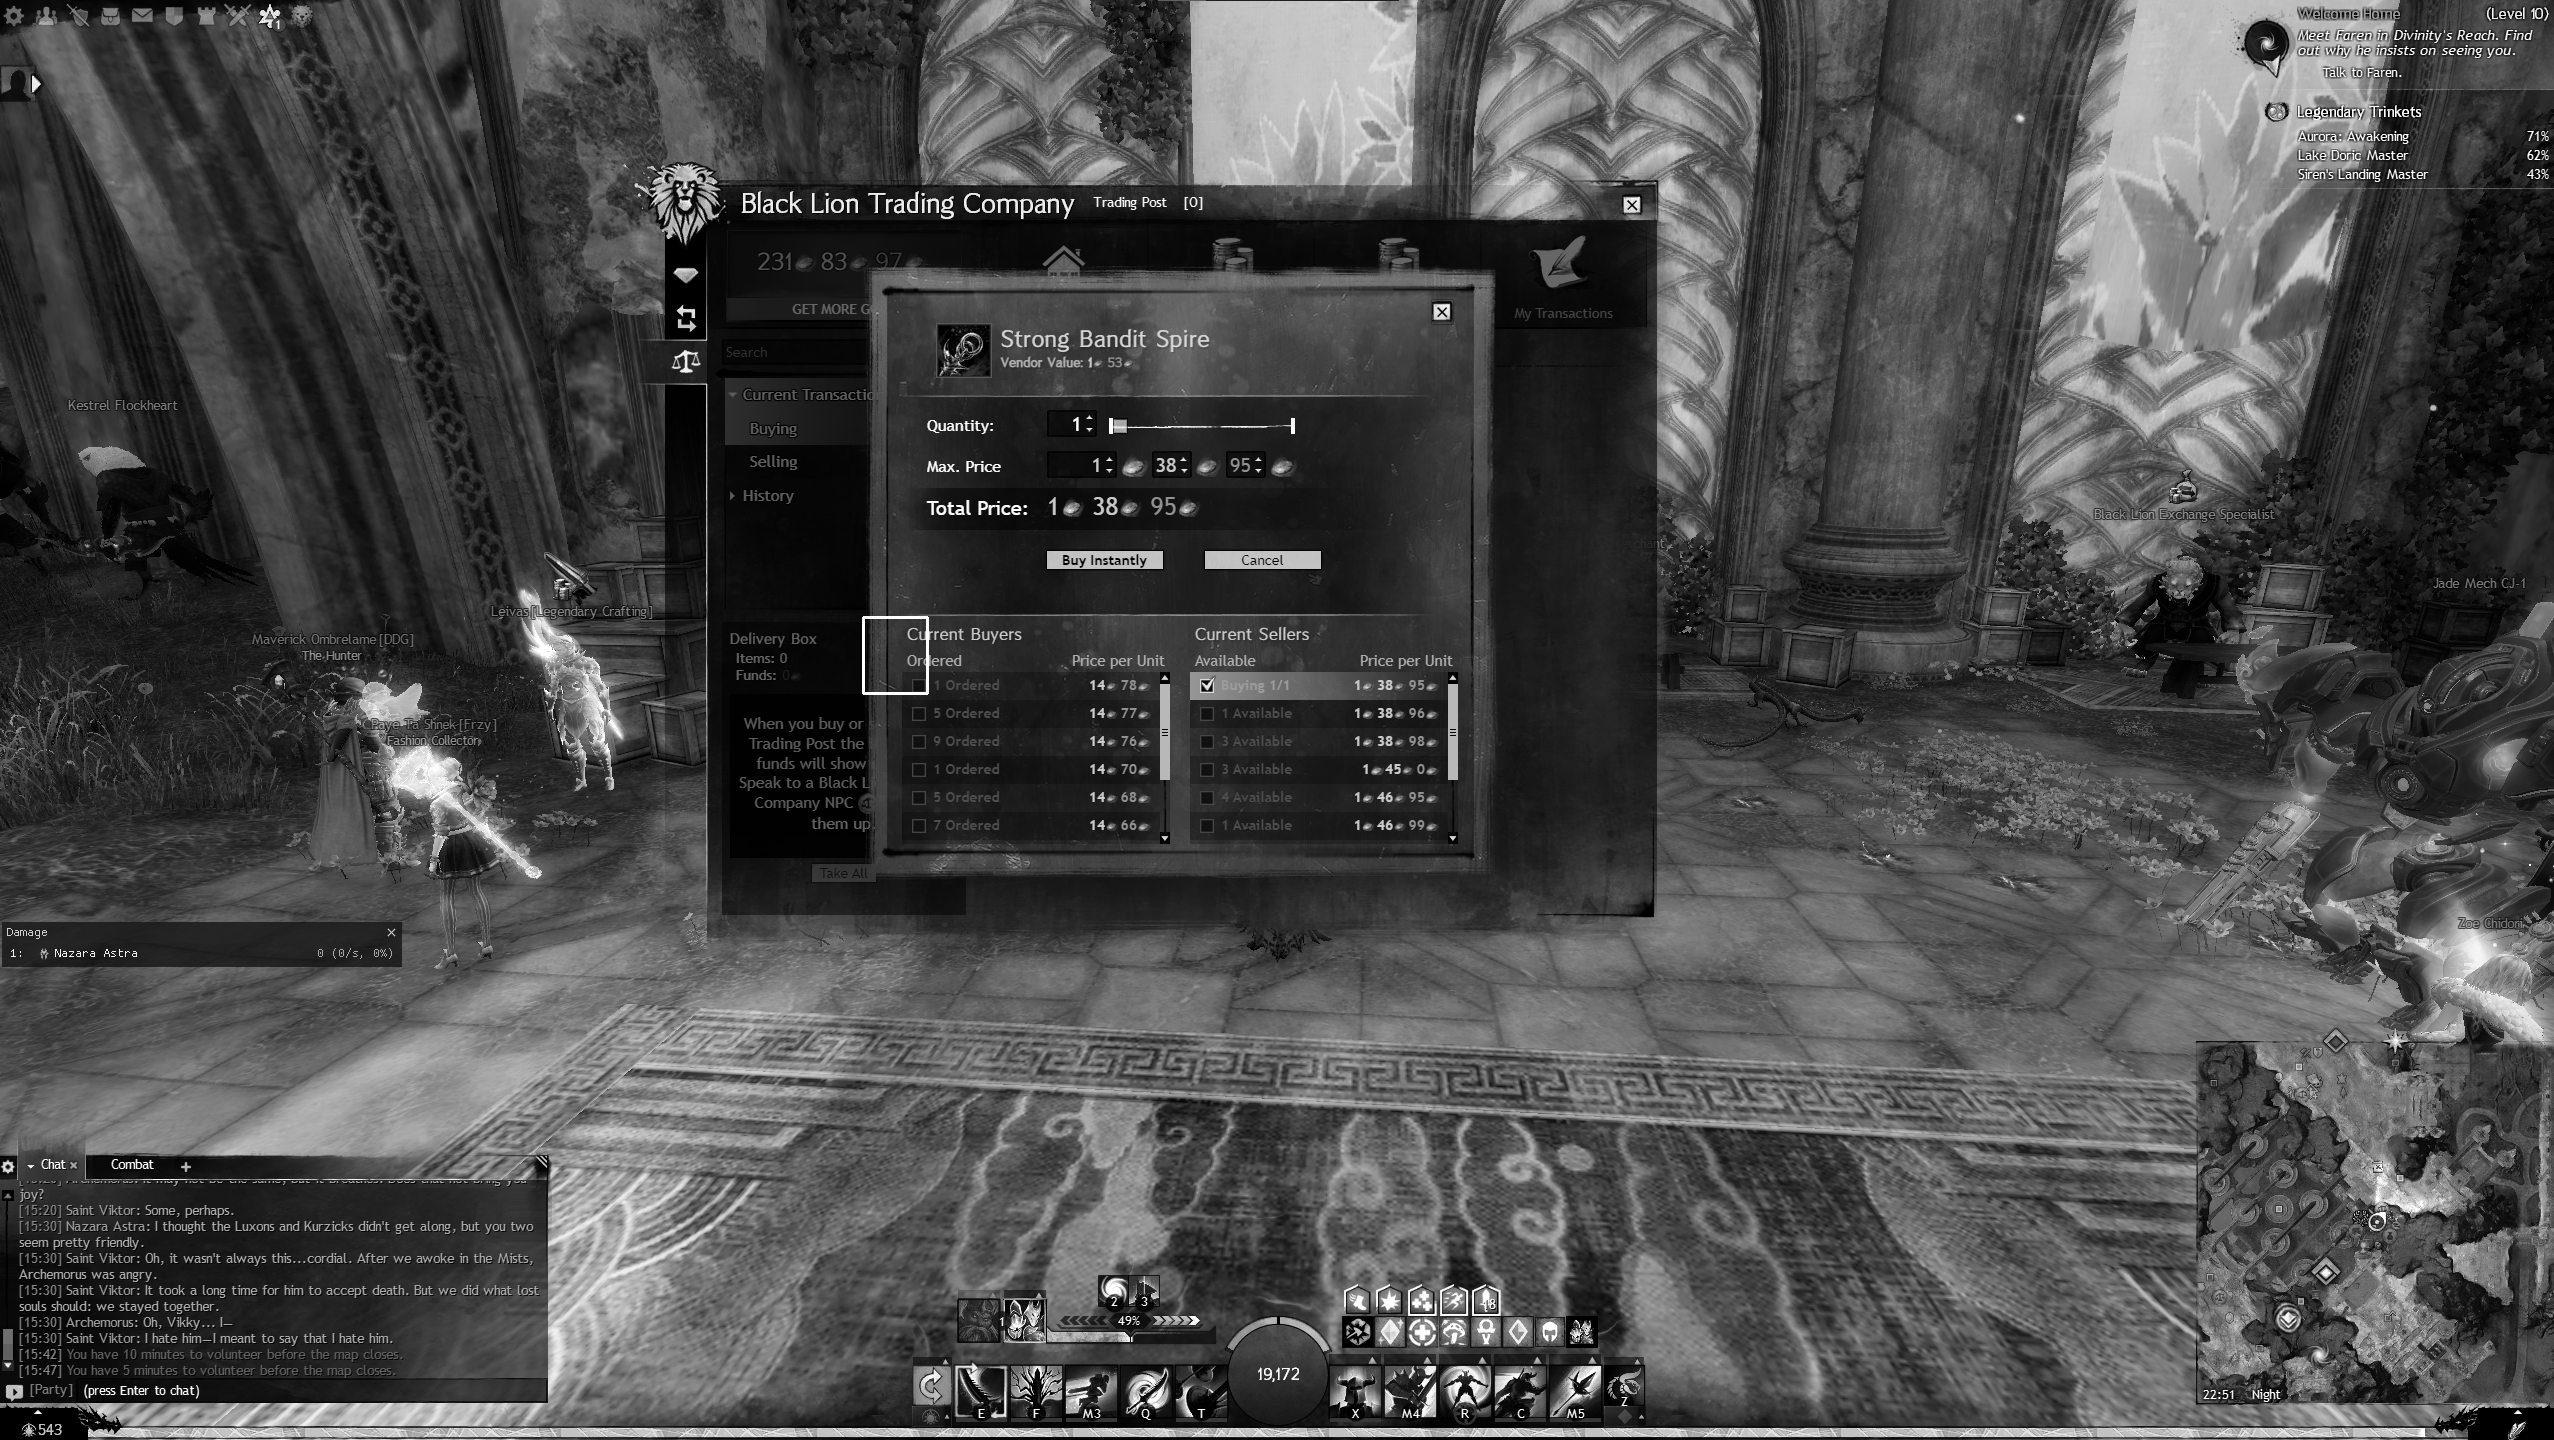 Welcome Home (Level 10)
Meet Faren in Divinity's Reach. Find
out why he insists on seeing you.
Talk to Faren.
Legendary Trinkets
Aurora: Awakening 71%
Lake Doric Master 62%
Siren's Landing Master 43%
Black Lion Trading Company Trading Post [0]
231 83 97
GET MORE G
My Transactions
Search
Current Transactio
Buying
Selling
History
Strong Bandit Spire
Vendor Value: 1 53
Quantity: 1
Max. Price 1 38 95
Total Price: 1 38 95
Buy Instantly Cancel
Current Buyers
Ordered Price per Unit
1 Ordered 14 78
5 Ordered 14 77
9 Ordered 14 76
1 Ordered 14 70
5 Ordered 14 68
7 Ordered 14 66
Current Sellers
Available Price per Unit
Buying 1/1 1 38 95
1 Available 1 38 96
3 Available 1 38 98
3 Available 1 45 0
4 Available 1 46 95
1 Available 1 46 99
Delivery Box
Items: 0
Funds: 0
When you buy or
Trading Post the
funds will show
Speak to a Black L
Company NPC
them up.
Take All
Kestrel Flockheart
Leivas [Legendary Crafting]
Maverick Ombrelame [DDG]
The Hunter
Faye Ta Shnek [Frzy]
Fashion Collector
Black Lion Exchange Specialist
Jade Mech CJ-1
Zoe Chidori
Damage
1: Nazara Astra 0 (0/s, 0%)
Chat Combat
joy?
[15:20] Saint Viktor: Some, perhaps.
[15:30] Nazara Astra: I thought the Luxons and Kurzicks didn't get along, but you two
seem pretty friendly.
[15:30] Saint Viktor: Oh, it wasn't always this...cordial. After we awoke in the Mists,
Archemorus was angry.
[15:30] Saint Viktor: It took a long time for him to accept death. But we did what lost
souls should: we stayed together.
[15:30] Archemorus: Oh, Vikky... I—
[15:30] Saint Viktor: I hate him—I meant to say that I hate him.
[15:42] You have 10 minutes to volunteer before the map closes.
[15:47] You have 5 minutes to volunteer before the map closes.
[Party] (press Enter to chat)
543
2 3
1 49%
19,172
E F M3 Q T X M4 R C M5 Z
22:51 Night